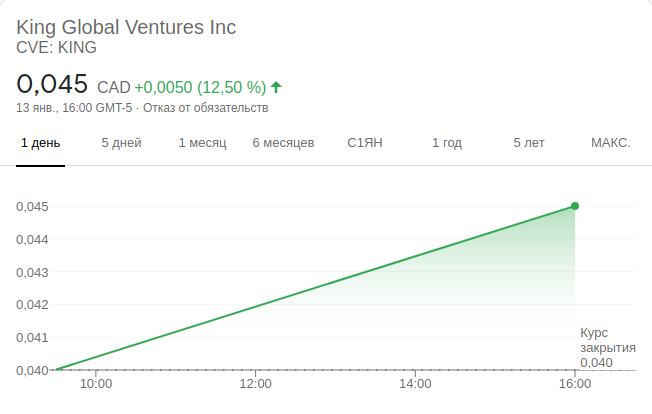 King Global Ventures Inc
CVE: KING
0,045 CAD +0,0050 (12,50 %)
13 янв., 16:00 GMT-5 · Отказ от обязательств
1 день 5 дней 1 месяц 6 месяцев С1ЯН 1 год 5 лет МАКС.
0,045
0,044
0,043
0,042
0,041
0,040
Курс
закрытия
0,040
10:00 12:00 14:00 16:00